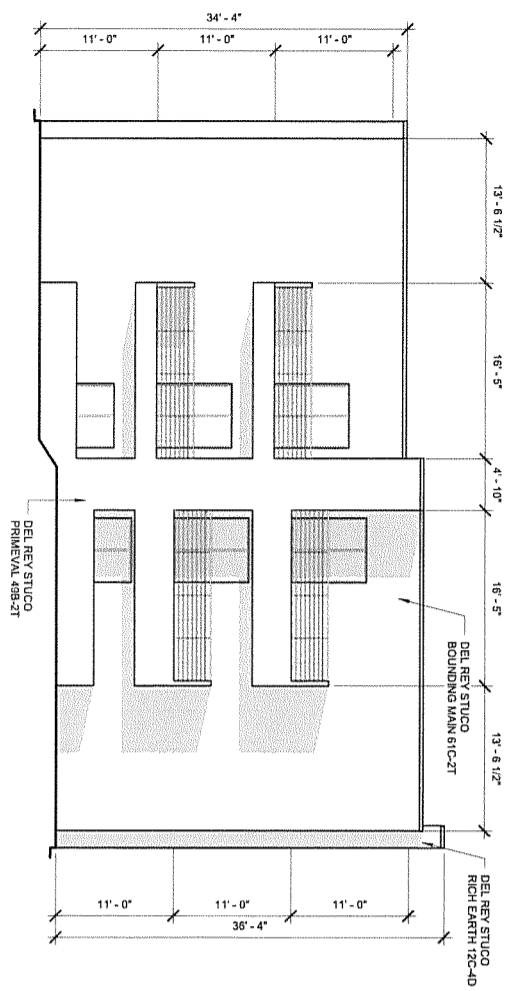 34' - 4"
11' - 0"
11' - 0"
11' - 0"
13' - 6 1/2"
16' - 5"
4' - 10"
16' - 5"
13' - 6 1/2"
DEL REY STUCO
PRIMEVAL 49B-2T
DEL REY STUCO
BOUNDING MAIN 61C-2T
DEL REY STUCO
RICH EARTH 12C-4D
11' - 0"
11' - 0"
11' - 0"
36' - 4"